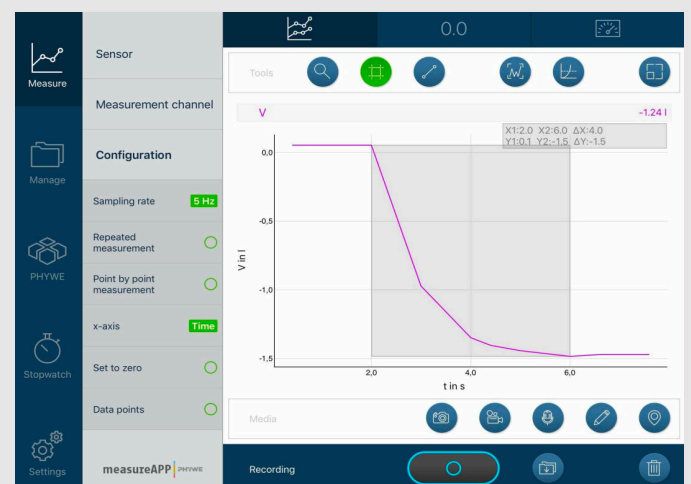 0.0
Measure
Manage
PHYWE
Stopwatch
Settings
Sensor
Measurement channel
Configuration
Sampling rate 5 Hz
Repeated
measurement
Point by point
measurement
x-axis Time
Set to zero
Data points
measureAPP PHYWE
Tools
V -1.24 l
X1:2.0 X2:6.0 ΔX:4.0
Y1:0.1 Y2:-1.5 ΔY:-1.5
0,0
-0,5
-1,0
-1,5
V in l
2,0 4,0 6,0
t in s
Media
Recording